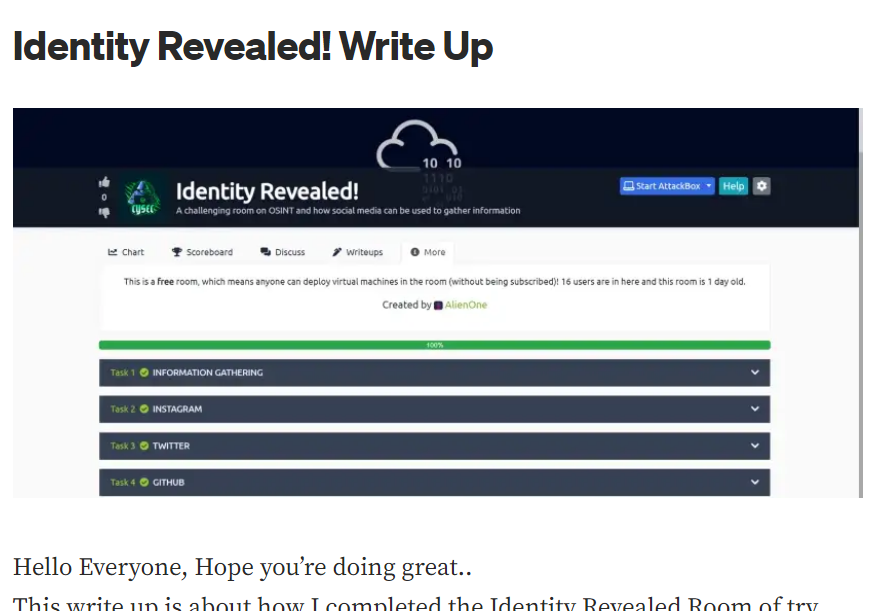 Identity Revealed! Write Up
10 10
Identity Revealed!
0
CYSEC
A challenging room on OSINT and how social media can be used to gather information
Start AttackBox
Help
Chart
Scoreboard
Discuss
Writeups
More
This is a free room, which means anyone can deploy virtual machines in the room (without being subscribed)! 16 users are in here and this room is 1 day old.
Created by AlienOne
100%
Task 1 INFORMATION GATHERING
Task 2 INSTAGRAM
Task 3 TWITTER
Task 4 GITHUB
Hello Everyone, Hope you’re doing great..
This write up is about how I completed the Identity Revealed Room of try